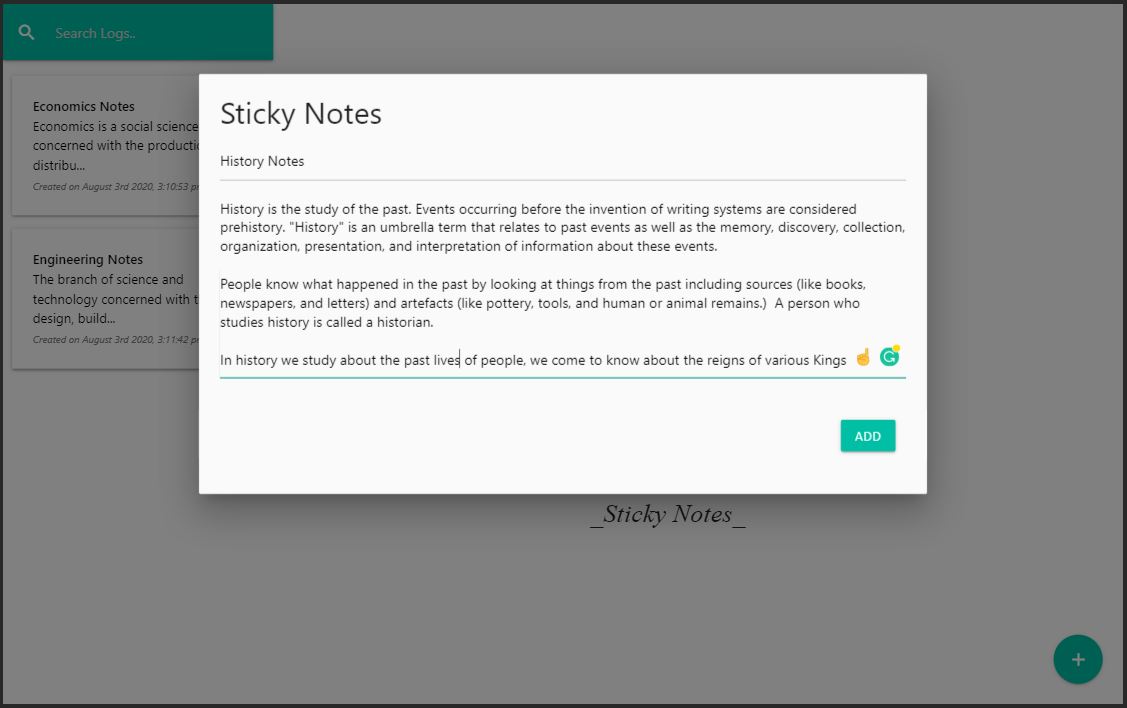 Search Logs..
Economics Notes
Economics is a social science
concerned with the
distribu...
Created on August 3rd 2020, 3:10:53
Engineering Notes
The branch of science and
technology concerned with
design, build...
Created on August 3rd 2020, 3:11:42
Sticky Notes
History Notes
History is the study of the past. Events occurring before the invention of writing systems are considered
prehistory. "History" is an umbrella term that relates to past events as well as the memory, discovery, collection,
organization, presentation, and interpretation of information about these events.
People know what happened in the past by looking at things from the past including sources (like books,
newspapers, and letters) and artefacts (like pottery, tools, and human or animal remains.)  A person who
studies history is called a historian.
In history we study about the past lives of people, we come to know about the reigns of various Kings ☝
ADD
_Sticky Notes_
+